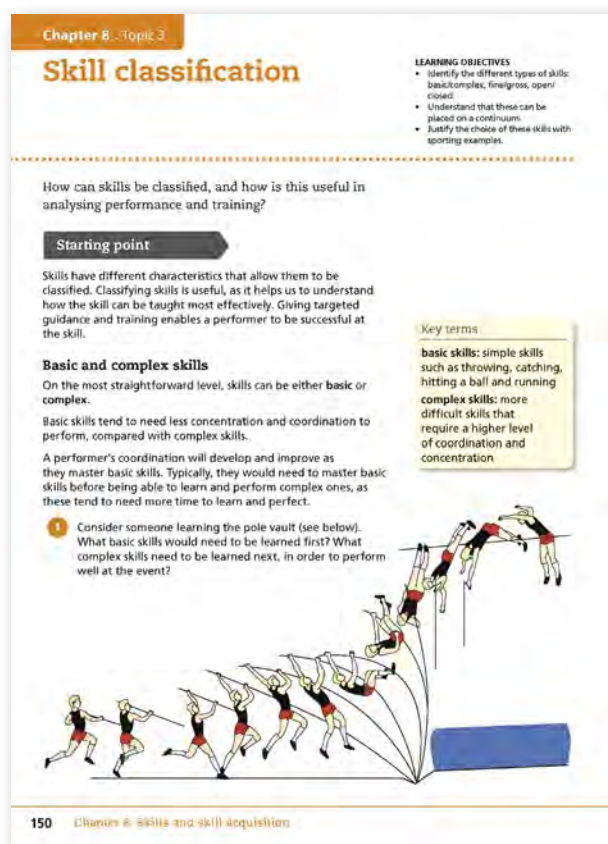 Chapter 8 . Topic 3
Skill classification
LEARNING OBJECTIVES
• Identify the different types of skills:
basic/complex, fine/gross, open/
closed.
• Understand that these can be
placed on a continuum.
• Justify the choice of these skills with
sporting examples.
How can skills be classified, and how is this useful in
analysing performance and training?
Starting point
Skills have different characteristics that allow them to be
classified. Classifying skills is useful, as it helps us to understand
how the skill can be taught most effectively. Giving targeted
guidance and training enables a performer to be successful at
the skill.
Basic and complex skills
On the most straightforward level, skills can be either basic or
complex.
Basic skills tend to need less concentration and coordination to
perform, compared with complex skills.
A performer's coordination will develop and improve as
they master basic skills. Typically, they would need to master basic
skills before being able to learn and perform complex ones, as
these tend to need more time to learn and perfect.
1 Consider someone learning the pole vault (see below).
What basic skills would need to be learned first? What
complex skills need to be learned next, in order to perform
well at the event?
Key terms
basic skills: simple skills
such as throwing, catching,
hitting a ball and running
complex skills: more
difficult skills that
require a higher level
of coordination and
concentration
150 Chapter 8: Skills and skill acquisition